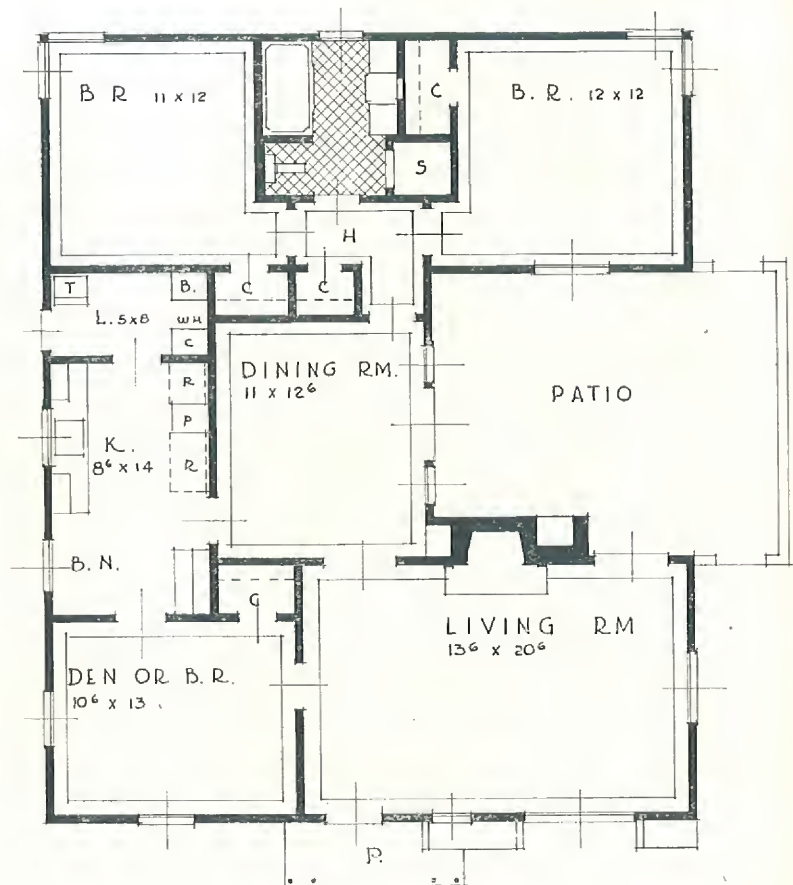 B R 11 x 12
C
B. R. 12 x 12
S
H
T
B.
C
C
L. 5x8
WH
C
DINING RM.
11 x 12⁶
PATIO
R
P
K.
8⁶ x 14
R
B. N.
C
LIVING RM
13⁶ x 20⁶
DEN OR B. R.
10⁶ x 13
P.